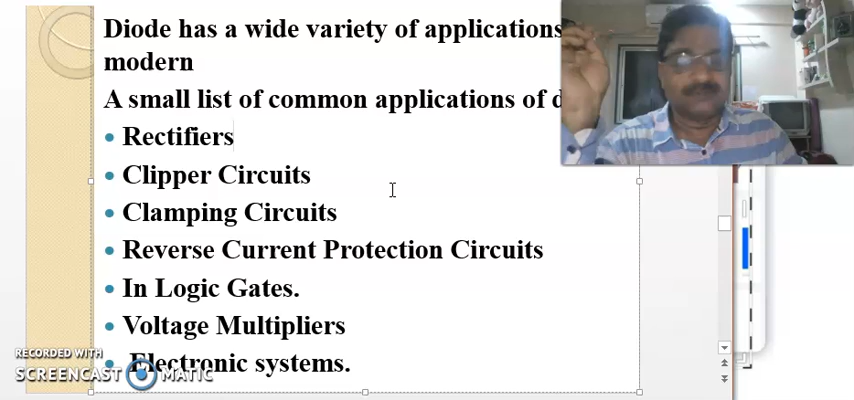 Diode has a wide variety of applications
modern
A small list of common applications of
• Rectifiers
• Clipper Circuits
• Clamping Circuits
• Reverse Current Protection Circuits
• In Logic Gates.
• Voltage Multipliers
• Electronic systems.
RECORDED WITH
SCREENCAST MATIC